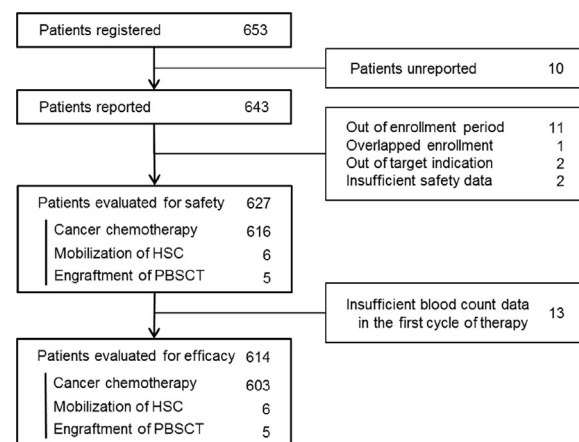 Patients registered 653
Patients unreported 10
Patients reported 643
Out of enrollment period 11
Overlapped enrollment 1
Out of target indication 2
Insufficient safety data 2
Patients evaluated for safety 627
Cancer chemotherapy 616
Mobilization of HSC 6
Engraftment of PBSCT 5
Insufficient blood count data
in the first cycle of therapy 13
Patients evaluated for efficacy 614
Cancer chemotherapy 603
Mobilization of HSC 6
Engraftment of PBSCT 5